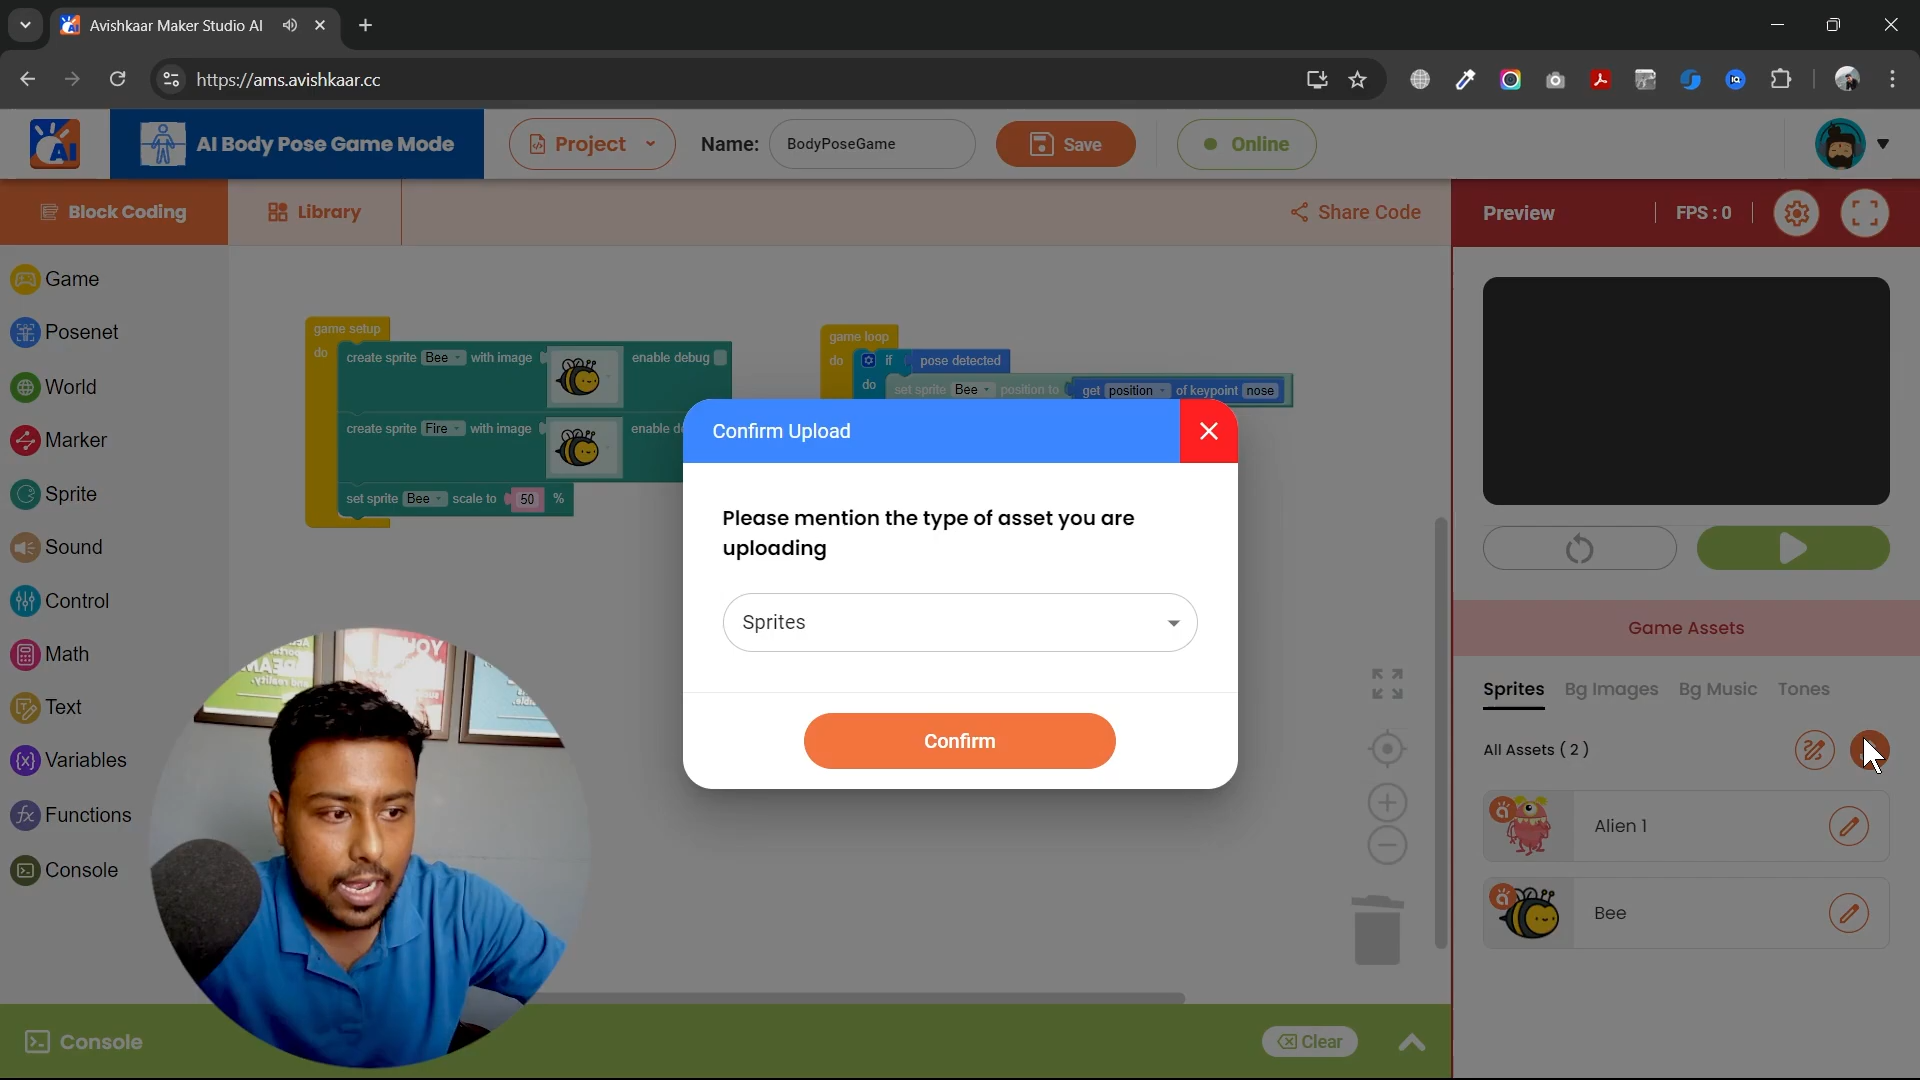 Avishkaar Maker Studio AI
https://ams.avishkaar.cc
AI
AI Body Pose Game Mode
Project
Name:
BodyPoseGame
Save
Online
Block Coding
Library
Share Code
Preview
FPS : 0
Game
Posenet
World
Marker
Sprite
Sound
Control
Math
Text
Variables
Functions
Console
game setup
do
create sprite Bee with image
enable debug
create sprite Fire with image
enable de
set sprite Bee scale to 50 %
game loop
do if pose detected
do set sprite Bee position to get position of keypoint nose
Confirm Upload
Please mention the type of asset you are
uploading
Sprites
Confirm
Game Assets
Sprites Bg Images Bg Music Tones
All Assets ( 2 )
Alien 1
Bee
Console
Clear